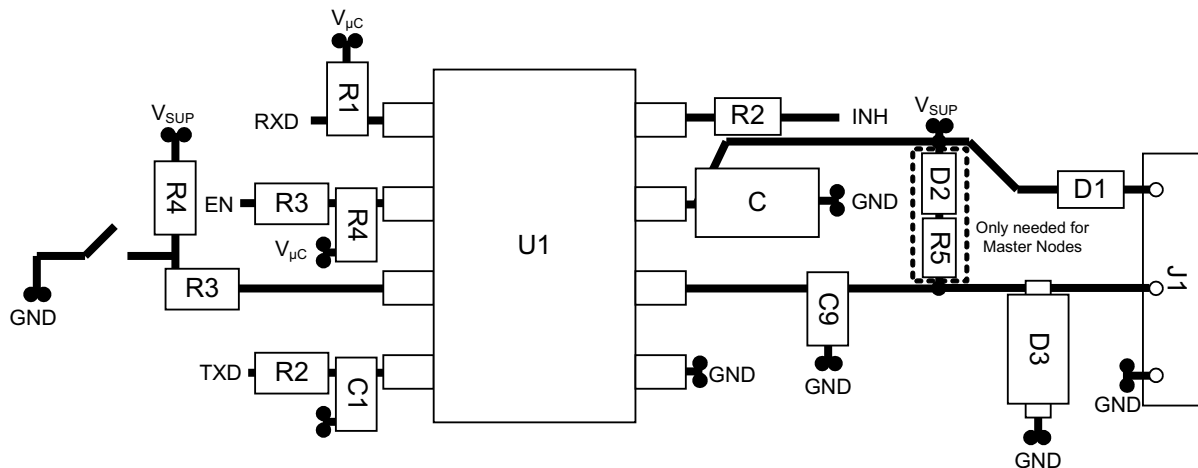 VμC
VSUP
R1
RXD
R2
INH
VSUP
R4
D2
D1
EN
R3
R4
C
GND
VμC
U1
R5
Only needed for
Master Nodes
J1
R3
GND
C9
D3
TXD
R2
C1
GND
GND
GND
GND